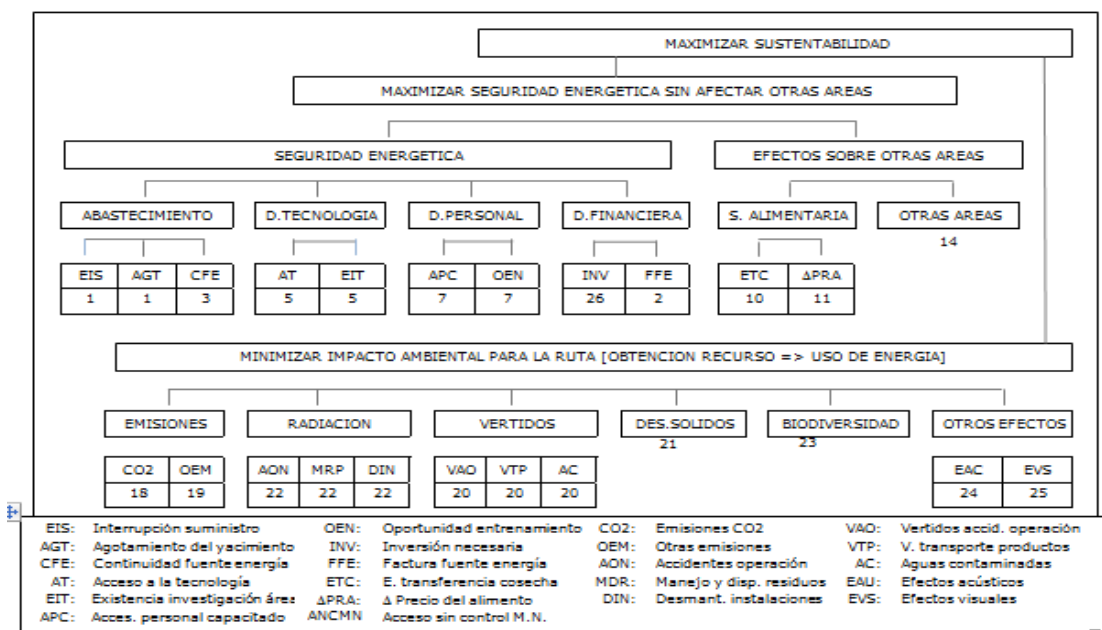 MAXIMIZAR SUSTENTABILIDAD
MAXIMIZAR SEGURIDAD ENERGETICA SIN AFECTAR OTRAS AREAS
SEGURIDAD ENERGETICA EFECTOS SOBRE OTRAS AREAS
ABASTECIMIENTO D.TECNOLOGIA D.PERSONAL D.FINANCIERA S. ALIMENTARIA OTRAS AREAS
14
EIS AGT CFE AT EIT APC OEN INV FFE ETC ΔPRA
1 1 3 5 5 7 7 26 2 10 11
MINIMIZAR IMPACTO AMBIENTAL PARA LA RUTA [OBTENCION RECURSO => USO DE ENERGIA]
EMISIONES RADIACION VERTIDOS DES.SOLIDOS BIODIVERSIDAD OTROS EFECTOS
21 23
CO2 OEM AON MRP DIN VAO VTP AC EAC EVS
18 19 22 22 22 20 20 20 24 25
EIS: Interrupción suministro OEN: Oportunidad entrenamiento CO2: Emisiones CO2 VAO: Vertidos accid. operación
AGT: Agotamiento del yacimiento INV: Inversión necesaria OEM: Otras emisiones VTP: V. transporte productos
CFE: Continuidad fuente energía FFE: Factura fuente energía AON: Accidentes operación AC: Aguas contaminadas
AT: Acceso a la tecnología ETC: E. transferencia cosecha MDR: Manejo y disp. residuos EAU: Efectos acústicos
EIT: Existencia investigación área ΔPRA: Δ Precio del alimento DIN: Desmant. instalaciones EVS: Efectos visuales
APC: Acces. personal capacitado ANCMN Acceso sin control M.N.